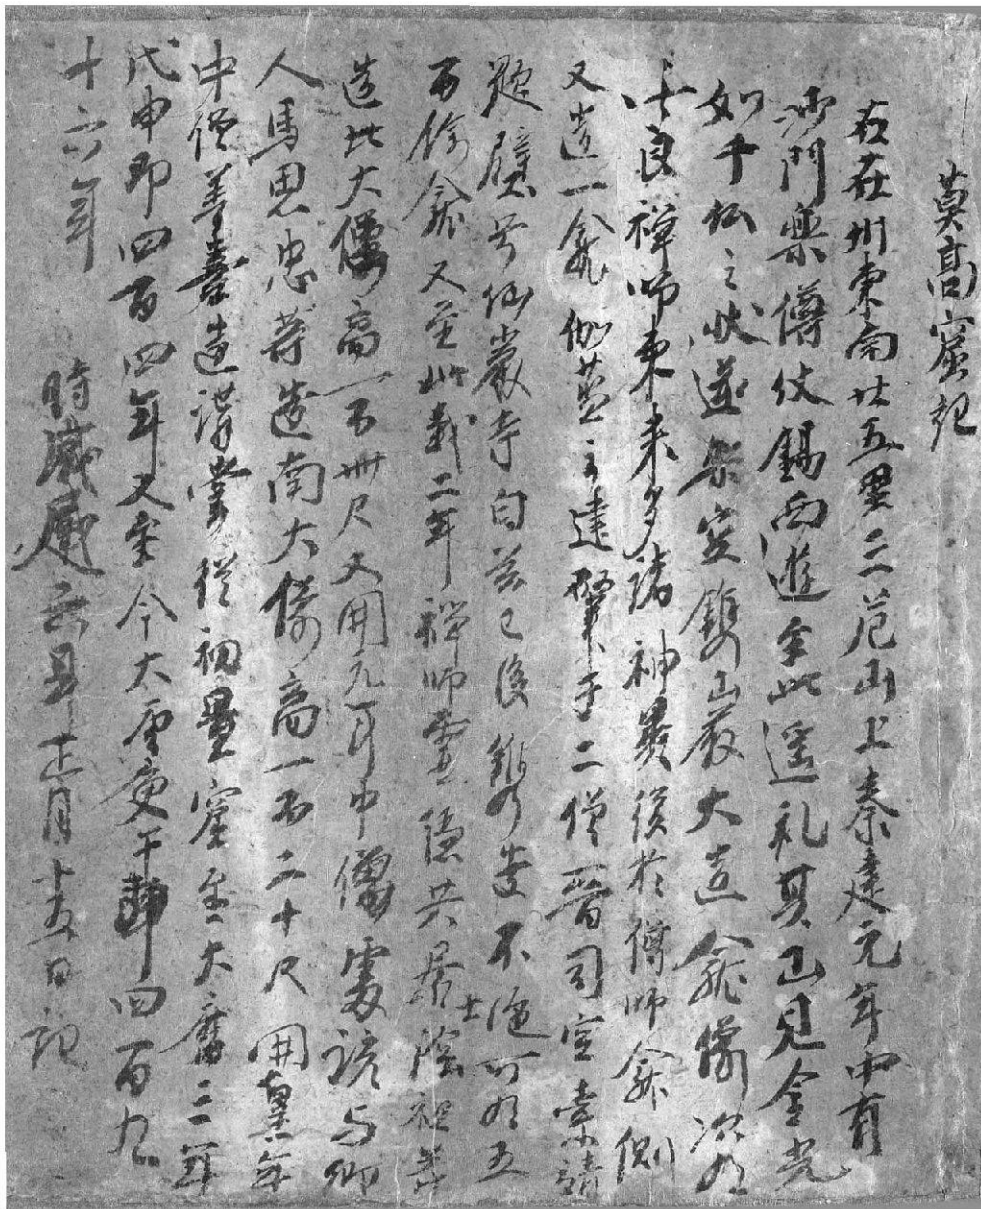 莫高窟記
右在州東南廿五里三危山上秦建元年中有
沙門樂僔仗錫西遊至此遥礼其山見金光
如千仏之狀遂架空鐫山巖大造龕像次有
法良禪師東來多諸神異復於僔師龕側
又造一龕伽藍之建肇于二僧晉司空索靖
題壁号仙巖寺自茲已後鐫造不絕可有五
百餘龕又至延載二年禪師靈隱共居士陰祖等
造北大像高一百卌尺又開元年中僧處諺与鄉
人馬思忠等造南大像高一百二十尺開皇年
中僧善喜造講堂從初置窟至大曆三年
戊申即四百四年又至今大唐庚午即四百九
十六年
時咸通六年正月十五日記